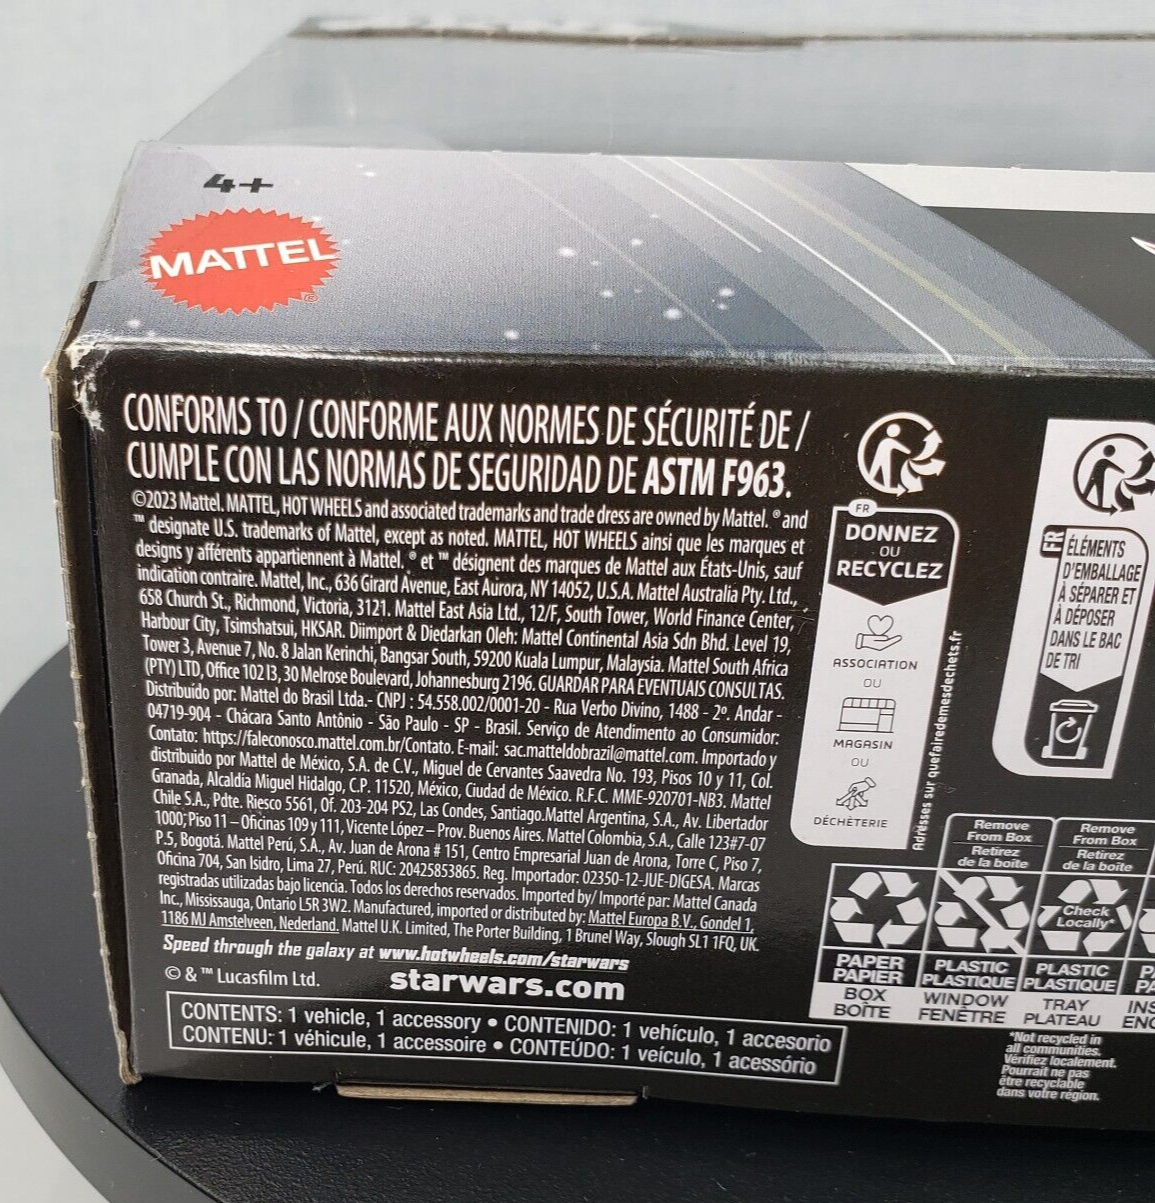 4+
MATTEL
®
CONFORMS TO / CONFORME AUX NORMES DE SÉCURITÉ DE /
CUMPLE CON LAS NORMAS DE SEGURIDAD DE ASTM F963.
©2023 Mattel. MATTEL, HOT WHEELS and associated trademarks and trade dress are owned by Mattel. ® and
™ designate U.S. trademarks of Mattel, except as noted. MATTEL, HOT WHEELS ainsi que les marques et
designs y afférents appartiennent à Mattel. ® et ™ désignent des marques de Mattel aux États-Unis, sauf
indication contraire. Mattel, Inc., 636 Girard Avenue, East Aurora, NY 14052, U.S.A. Mattel Australia Pty. Ltd.,
658 Church St., Richmond, Victoria, 3121. Mattel East Asia Ltd., 12/F, South Tower, World Finance Center,
Harbour City, Tsimshatsui, HKSAR. Diimport & Diedarkan Oleh: Mattel Continental Asia Sdn Bhd. Level 19,
Tower 3, Avenue 7, No. 8 Jalan Kerinchi, Bangsar South, 59200 Kuala Lumpur, Malaysia. Mattel South Africa
(PTY) LTD, Office 102 I3, 30 Melrose Boulevard, Johannesburg 2196. GUARDAR PARA EVENTUAIS CONSULTAS.
Distribuido por: Mattel do Brasil Ltda.- CNPJ : 54.558.002/0001-20 - Rua Verbo Divino, 1488 - 2º. Andar -
04719-904 - Chácara Santo Antônio - São Paulo - SP - Brasil. Serviço de Atendimento ao Consumidor:
Contato: https://faleconosco.mattel.com.br/Contato. E-mail: sac.matteldobrazil@mattel.com. Importado y
distribuido por Mattel de México, S.A. de C.V., Miguel de Cervantes Saavedra No. 193, Pisos 10 y 11, Col.
Granada, Alcaldía Miguel Hidalgo, C.P. 11520, México, Ciudad de México. R.F.C. MME-920701-NB3. Mattel
Chile S.A., Pdte. Riesco 5561, Of. 203-204 PS2, Las Condes, Santiago.Mattel Argentina, S.A., Av. Libertador
1000, Piso 11 – Oficinas 109 y 111, Vicente López – Prov. Buenos Aires. Mattel Colombia, S.A., Calle 123#7-07
P.5, Bogotá. Mattel Perú, S.A., Av. Juan de Arona # 151, Centro Empresarial Juan de Arona, Torre C, Piso 7,
Oficina 704, San Isidro, Lima 27, Perú. RUC: 20425853865. Reg. Importador: 02350-12-JUE-DIGESA. Marcas
registradas utilizadas bajo licencia. Todos los derechos reservados. Imported by/ Importé par: Mattel Canada
Inc., Mississauga, Ontario L5R 3W2. Manufactured, imported or distributed by: Mattel Europa B.V., Gondel 1,
1186 MJ Amstelveen, Nederland. Mattel U.K. Limited, The Porter Building, 1 Brunel Way, Slough SL1 1FQ, UK.
Speed through the galaxy at www.hotwheels.com/starwars
© & ™ Lucasfilm Ltd.
starwars.com
CONTENTS: 1 vehicle, 1 accessory • CONTENIDO: 1 vehículo, 1 accesorio
CONTENU: 1 véhicule, 1 accessoire • CONTEÚDO: 1 veículo, 1 acessório
FR
DONNEZ
OU
RECYCLEZ
ASSOCIATION
OU
MAGASIN
OU
DÉCHÈTERIE
Adresses sur quefairedemesdechets.fr
FR
ÉLÉMENTS
D'EMBALLAGE
À SÉPARER ET
À DÉPOSER
DANS LE BAC
DE TRI
Remove
From Box
Retirez
de la boîte
Remove
From Box
Retirez
de la boîte
Check
Locally*
PAPER
PAPIER
BOX
BOÎTE
PLASTIC
PLASTIQUE
WINDOW
FENÊTRE
PLASTIC
PLASTIQUE
TRAY
PLATEAU
*Not recycled in
all communities.
Vérifiez localement.
Pourrait ne pas
être recyclable
dans votre région.